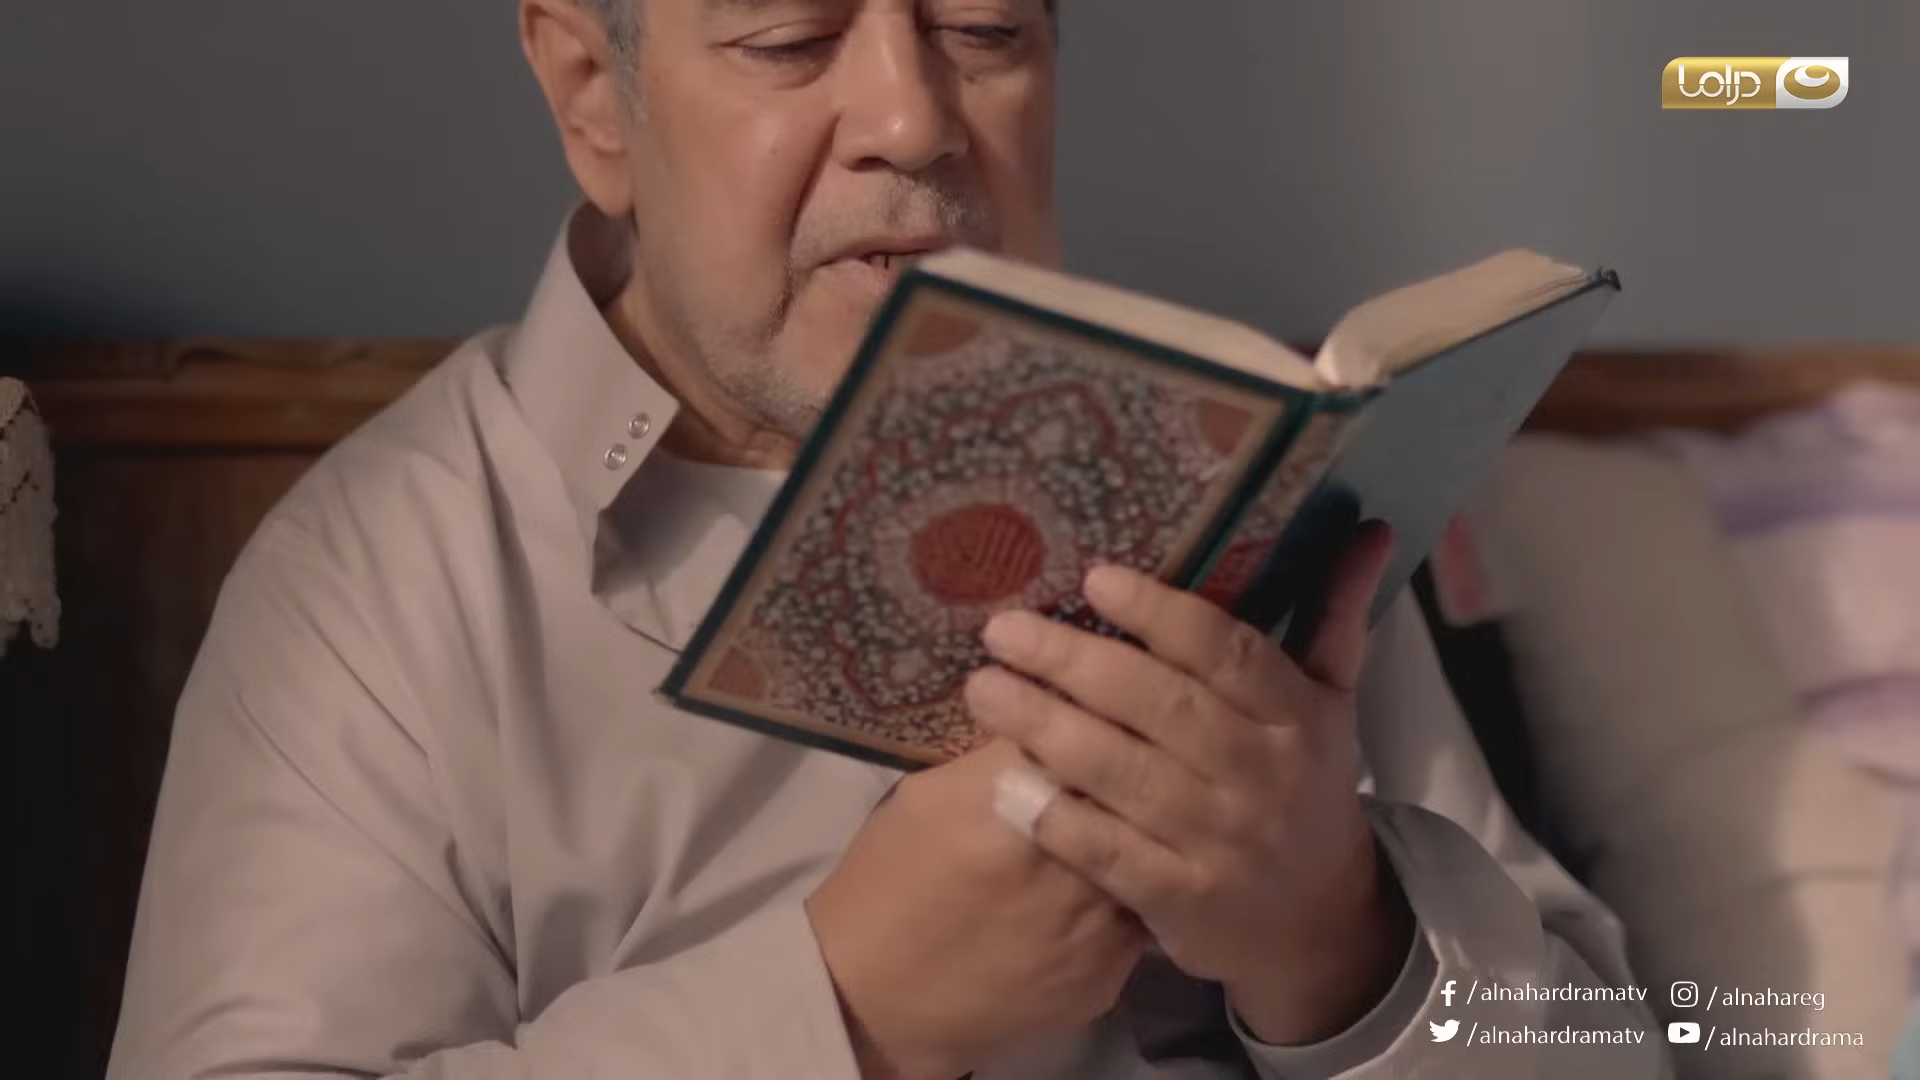 دراما
/alnahardramatv
/alnahareg
/alnahardramatv
/alnahardrama